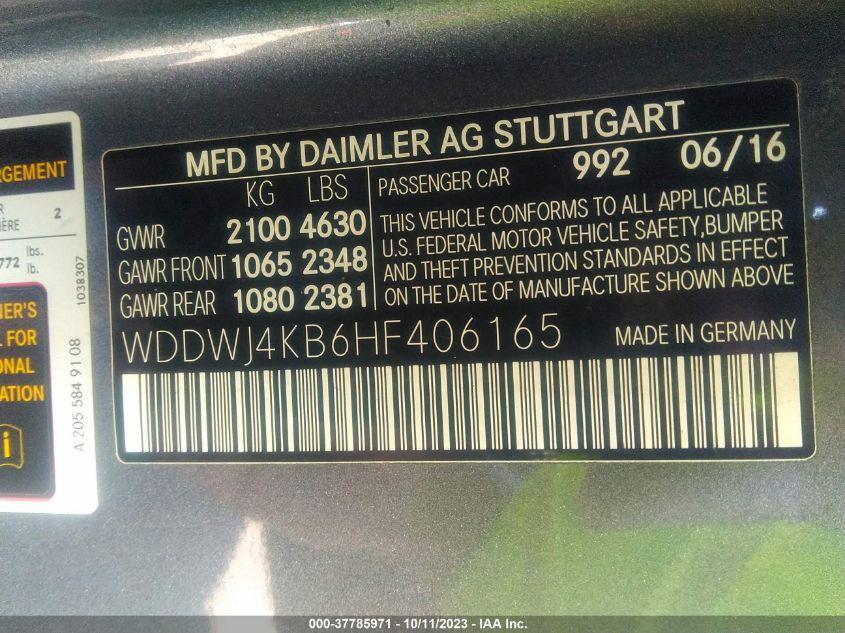 RGEMENT
2
772 lbs.
lb.
1038307
A 205 584 91 08
NER'S
L FOR
ONAL
ATION
i
MFD BY DAIMLER AG STUTTGART
KG LBS
GVWR 2100 4630
GAWR FRONT 1065 2348
GAWR REAR 1080 2381
PASSENGER CAR 992 06/16
THIS VEHICLE CONFORMS TO ALL APPLICABLE
U.S. FEDERAL MOTOR VEHICLE SAFETY,BUMPER
AND THEFT PREVENTION STANDARDS IN EFFECT
ON THE DATE OF MANUFACTURE SHOWN ABOVE
WDDWJ4KB6HF406165 MADE IN GERMANY
000-37785971 - 10/11/2023 - IAA Inc.